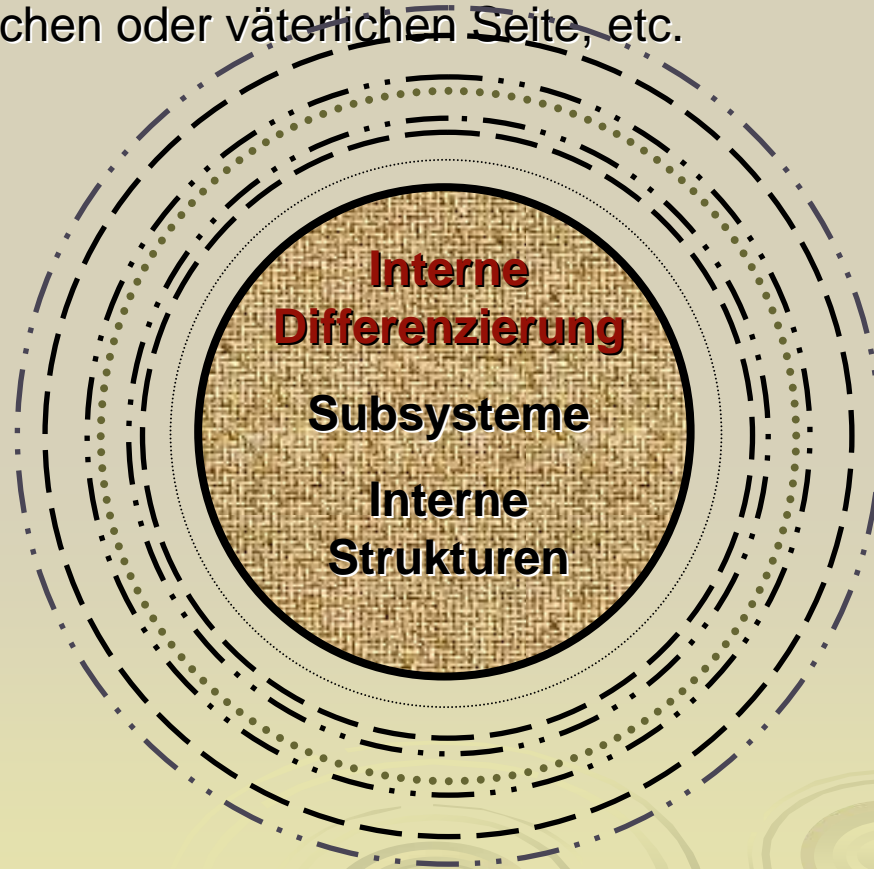 chen oder väterlichen Seite, etc.
Interne
Differenzierung
Subsysteme
Interne
Strukturen